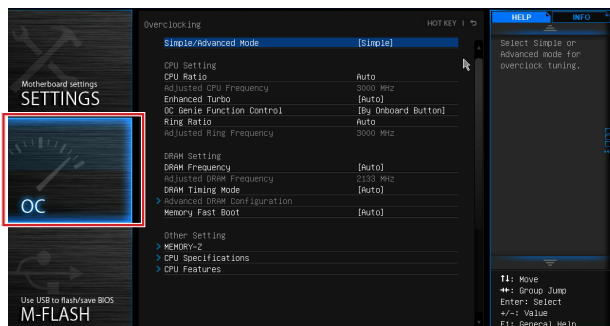 Overclocking
HOT KEY
HELP
INFO
Motherboard settings
SETTINGS
OC
Use USB to flash/save BIOS
M-FLASH
Simple/Advanced Mode [Simple]
CPU Setting
CPU Ratio Auto
Adjusted CPU Frequency 3000 MHz
Enhanced Turbo [Auto]
OC Genie Function Control [By Onboard Button]
Ring Ratio Auto
Adjusted Ring Frequency 3000 MHz
DRAM Setting
DRAM Frequency [Auto]
Adjusted DRAM Frequency 2133 MHz
DRAM Timing Mode [Auto]
> Advanced DRAM Configuration
Memory Fast Boot [Auto]
Other Setting
> MEMORY-Z
> CPU Specifications
> CPU Features
Select Simple or
Advanced mode for
overclock tuning.
↑↓: Move
→←: Group Jump
Enter: Select
+/-: Value
F1: General Help